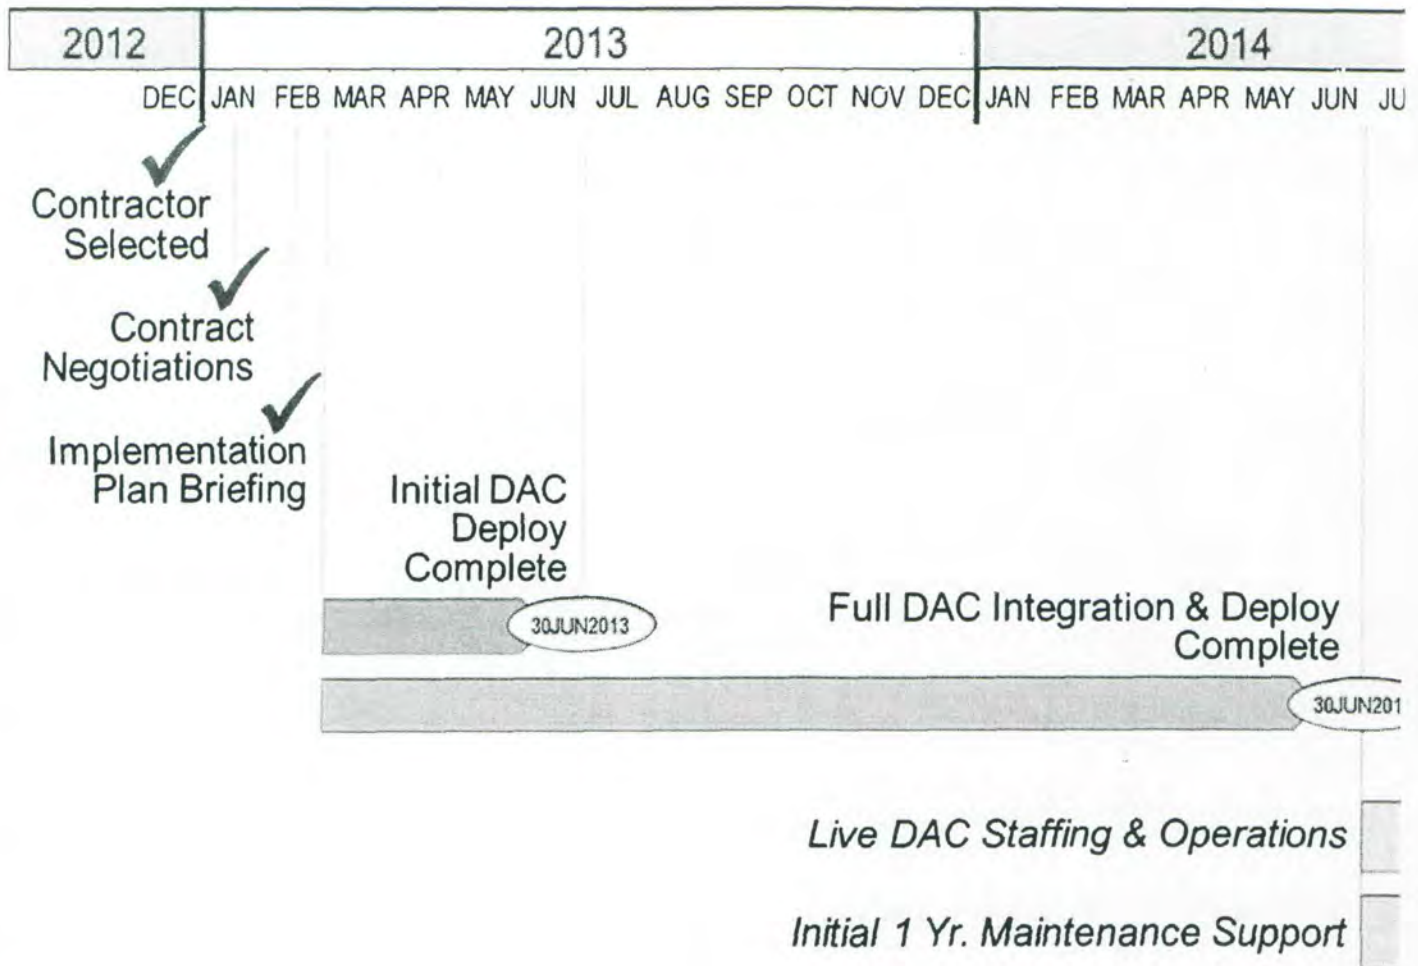 2012 2013 2014
DEC JAN FEB MAR APR MAY JUN JUL AUG SEP OCT NOV DEC JAN FEB MAR APR MAY JUN JU
Contractor
Selected
Contract
Negotiations
Implementation
Plan Briefing
Initial DAC
Deploy
Complete
30JUN2013
Full DAC Integration & Deploy
Complete
30JUN201
Live DAC Staffing & Operations
Initial 1 Yr. Maintenance Support